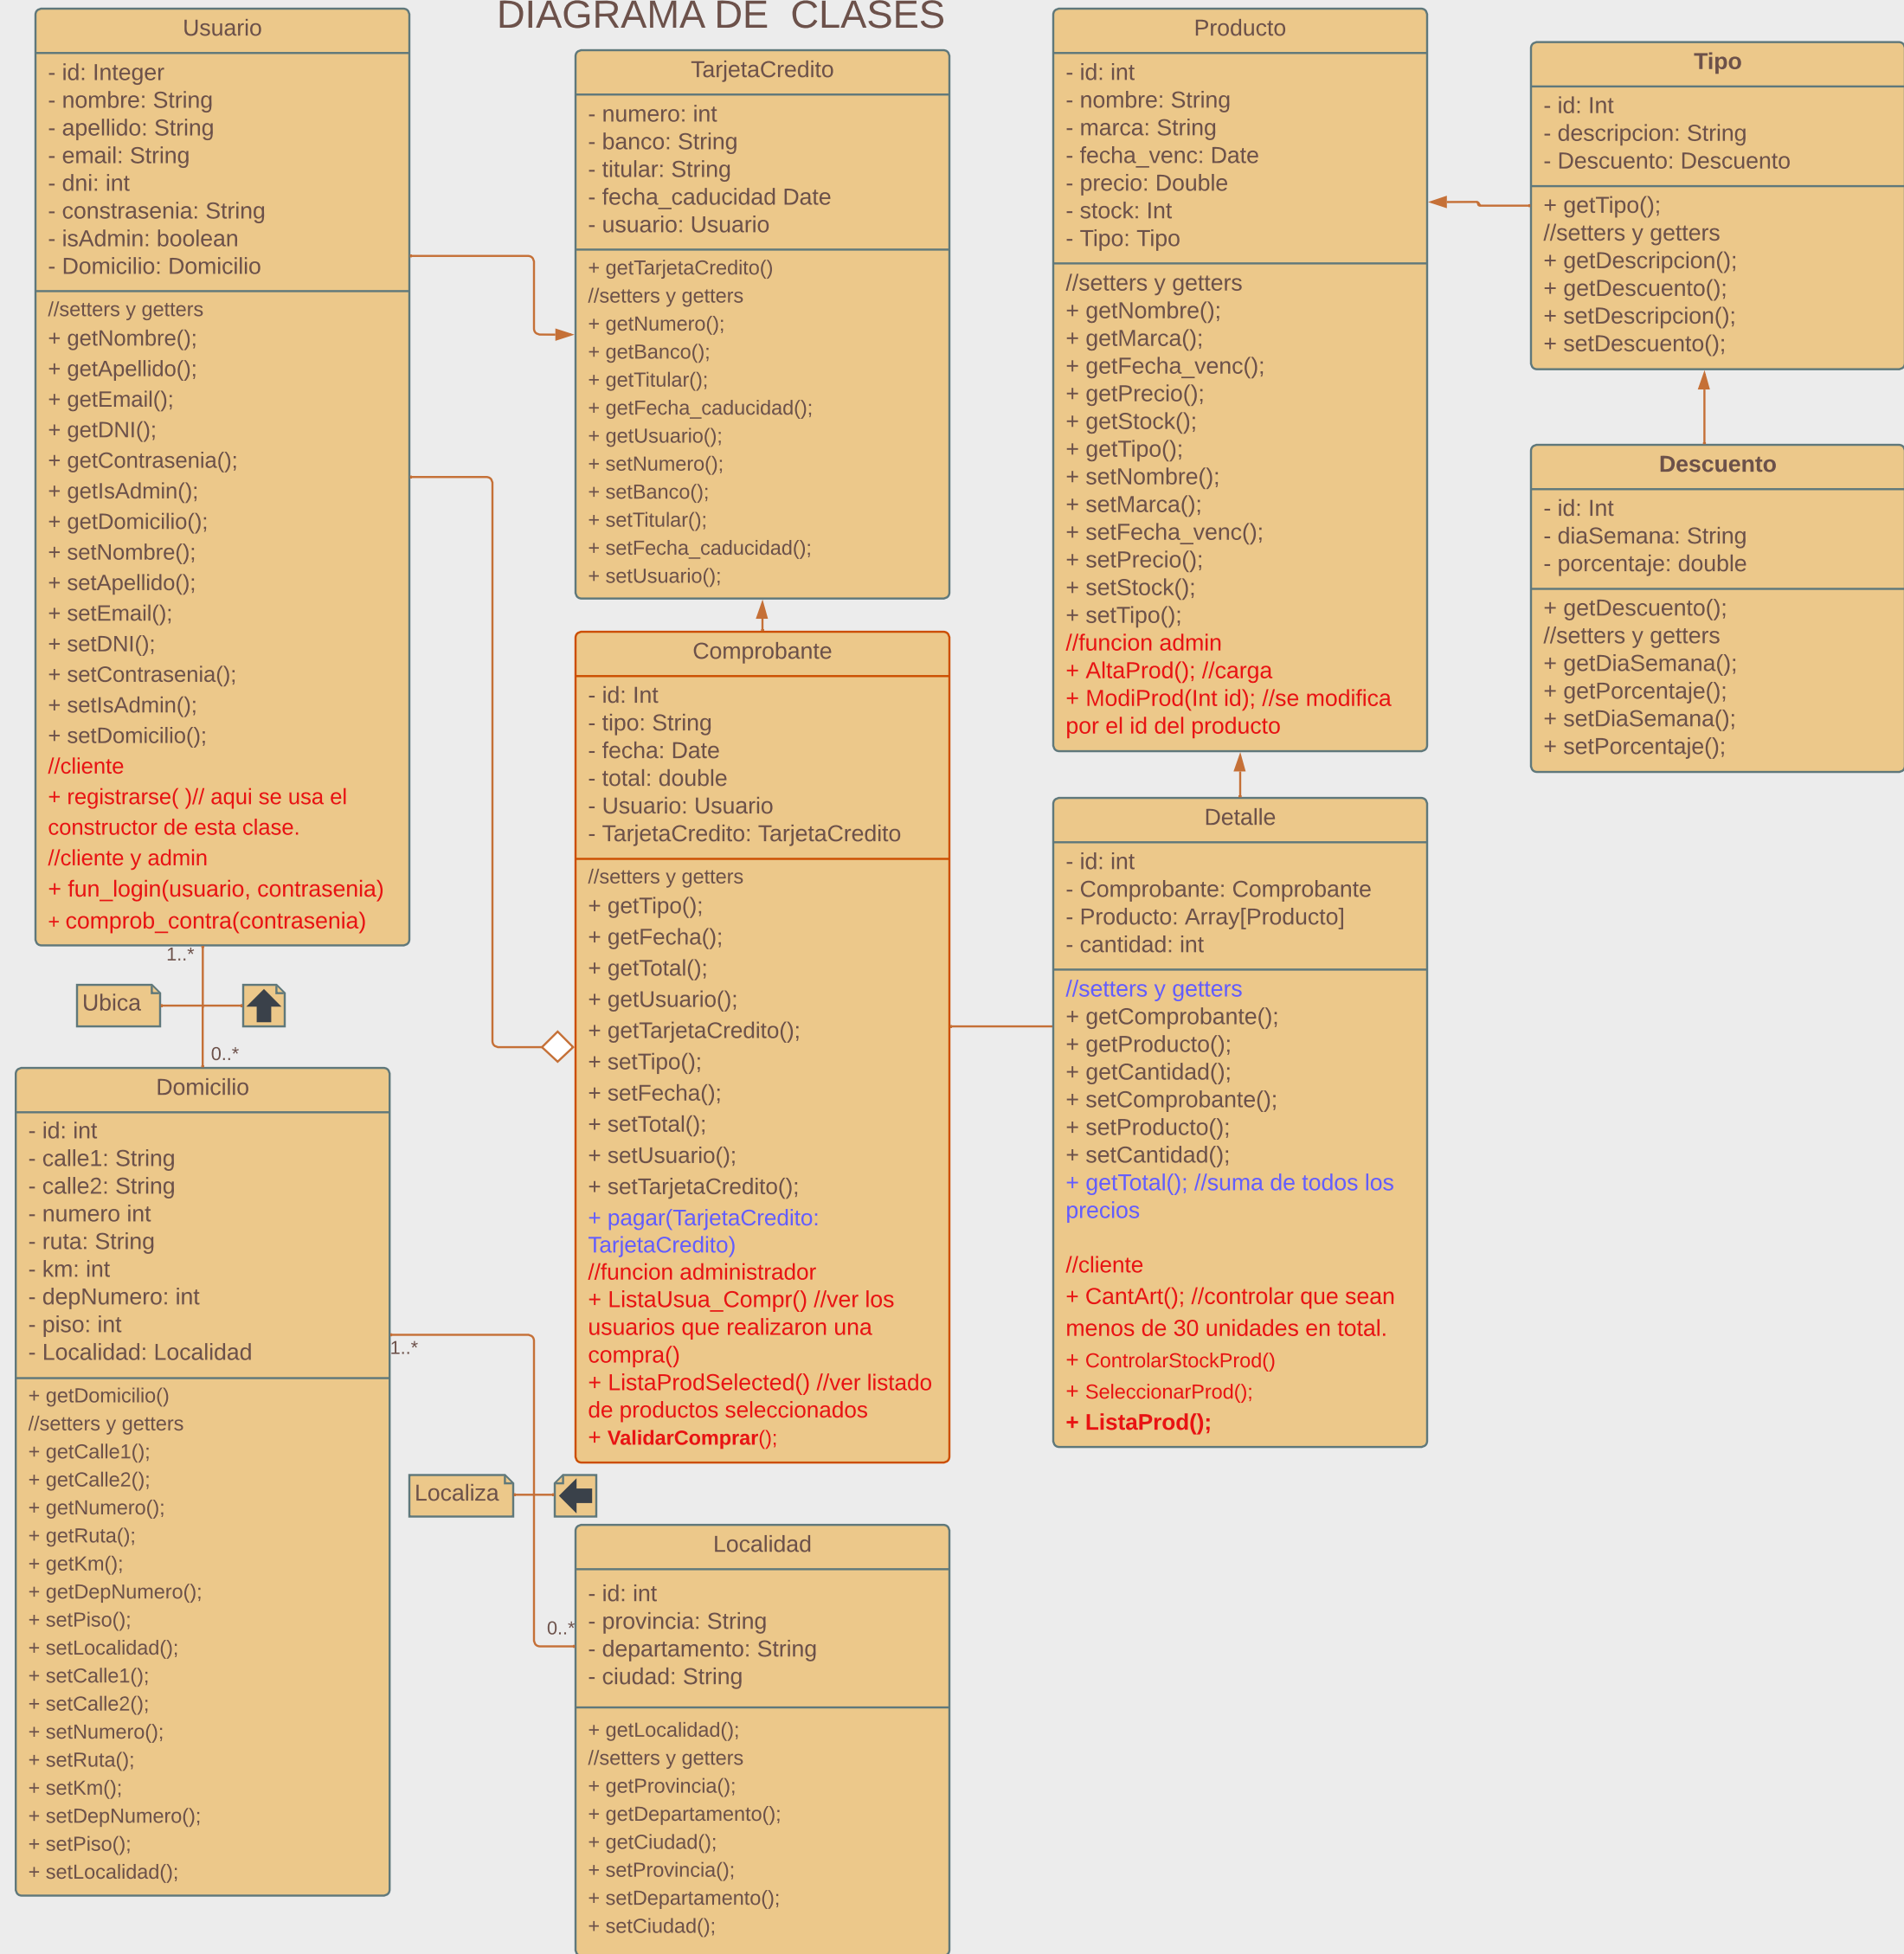 DIAGRAMA DE  CLASES
Usuario
- id: Integer
- nombre: String
- apellido: String
- email: String
- dni: int
- constrasenia: String
- isAdmin: boolean
- Domicilio: Domicilio
//setters y getters
+ getNombre();
+ getApellido();
+ getEmail();
+ getDNI();
+ getContrasenia();
+ getIsAdmin();
+ getDomicilio();
+ setNombre();
+ setApellido();
+ setEmail();
+ setDNI();
+ setContrasenia();
+ setIsAdmin();
+ setDomicilio();
//cliente
+ registrarse( )// aqui se usa el
constructor de esta clase.
//cliente y admin
+ fun_login(usuario, contrasenia)
+ comprob_contra(contrasenia)
1..*
Ubica
0..*
Domicilio
- id: int
- calle1: String
- calle2: String
- numero int
- ruta: String
- km: int
- depNumero: int
- piso: int
- Localidad: Localidad
+ getDomicilio()
//setters y getters
+ getCalle1();
+ getCalle2();
+ getNumero();
+ getRuta();
+ getKm();
+ getDepNumero();
+ setPiso();
+ setLocalidad();
+ setCalle1();
+ setCalle2();
+ setNumero();
+ setRuta();
+ setKm();
+ setDepNumero();
+ setPiso();
+ setLocalidad();
1..*
Localiza
0..*
TarjetaCredito
- numero: int
- banco: String
- titular: String
- fecha_caducidad Date
- usuario: Usuario
+ getTarjetaCredito()
//setters y getters
+ getNumero();
+ getBanco();
+ getTitular();
+ getFecha_caducidad();
+ getUsuario();
+ setNumero();
+ setBanco();
+ setTitular();
+ setFecha_caducidad();
+ setUsuario();
Comprobante
- id: Int
- tipo: String
- fecha: Date
- total: double
- Usuario: Usuario
- TarjetaCredito: TarjetaCredito
//setters y getters
+ getTipo();
+ getFecha();
+ getTotal();
+ getUsuario();
+ getTarjetaCredito();
+ setTipo();
+ setFecha();
+ setTotal();
+ setUsuario();
+ setTarjetaCredito();
+ pagar(TarjetaCredito:
TarjetaCredito)
//funcion administrador
+ ListaUsua_Compr() //ver los
usuarios que realizaron una
compra()
+ ListaProdSelected() //ver listado
de productos seleccionados
+ ValidarComprar();
Localidad
- id: int
- provincia: String
- departamento: String
- ciudad: String
+ getLocalidad();
//setters y getters
+ getProvincia();
+ getDepartamento();
+ getCiudad();
+ setProvincia();
+ setDepartamento();
+ setCiudad();
Producto
- id: int
- nombre: String
- marca: String
- fecha_venc: Date
- precio: Double
- stock: Int
- Tipo: Tipo
//setters y getters
+ getNombre();
+ getMarca();
+ getFecha_venc();
+ getPrecio();
+ getStock();
+ getTipo();
+ setNombre();
+ setMarca();
+ setFecha_venc();
+ setPrecio();
+ setStock();
+ setTipo();
//funcion admin
+ AltaProd(); //carga
+ ModiProd(Int id); //se modifica
por el id del producto
Detalle
- id: int
- Comprobante: Comprobante
- Producto: Array[Producto]
- cantidad: int
//setters y getters
+ getComprobante();
+ getProducto();
+ getCantidad();
+ setComprobante();
+ setProducto();
+ setCantidad();
+ getTotal(); //suma de todos los
precios
//cliente
+ CantArt(); //controlar que sean
menos de 30 unidades en total.
+ ControlarStockProd()
+ SeleccionarProd();
+ ListaProd();
Tipo
- id: Int
- descripcion: String
- Descuento: Descuento
+ getTipo();
//setters y getters
+ getDescripcion();
+ getDescuento();
+ setDescripcion();
+ setDescuento();
Descuento
- id: Int
- diaSemana: String
- porcentaje: double
+ getDescuento();
//setters y getters
+ getDiaSemana();
+ getPorcentaje();
+ setDiaSemana();
+ setPorcentaje();